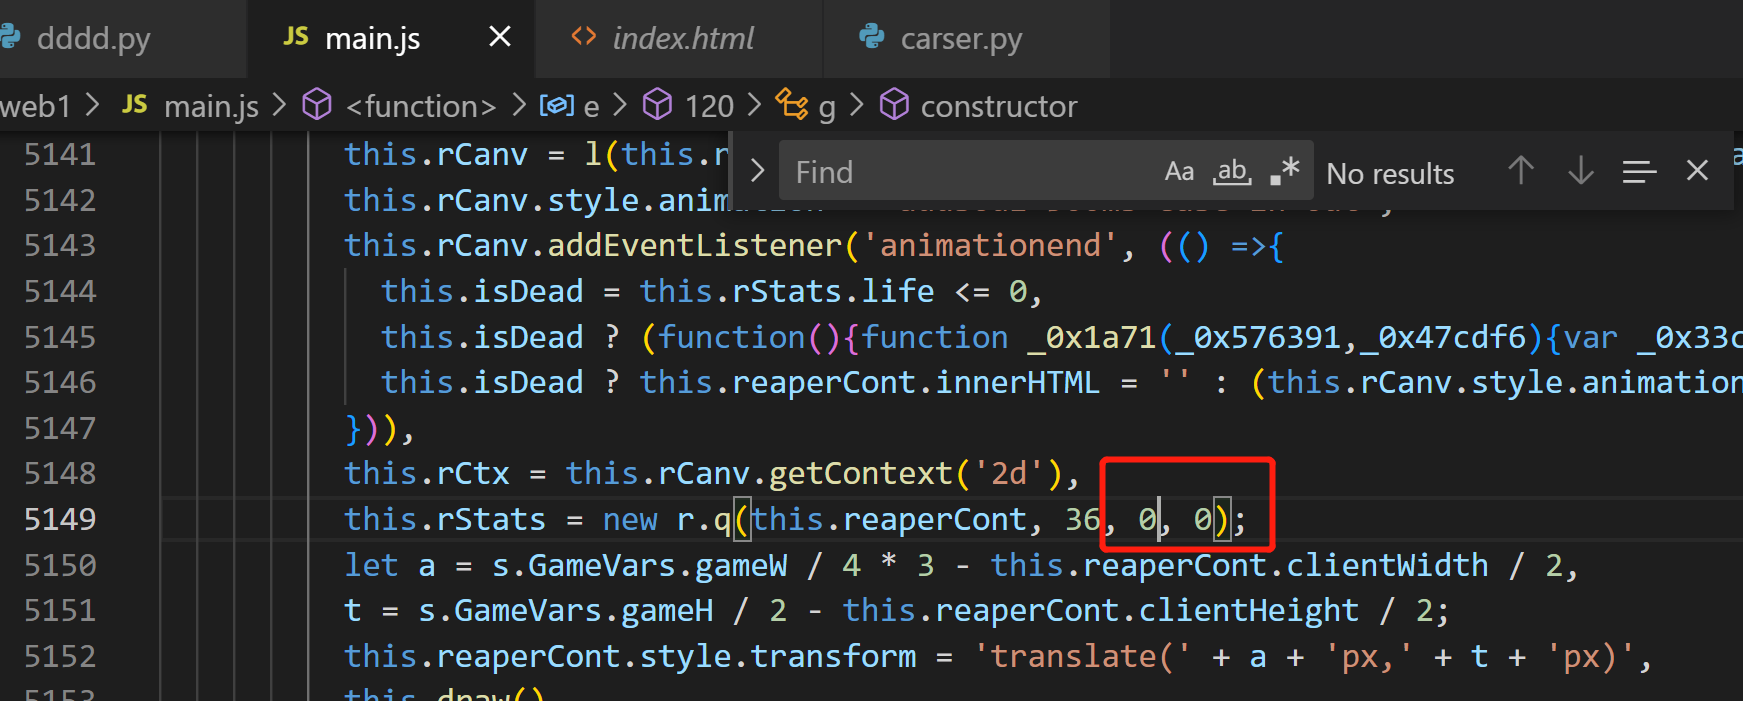 dddd.py JS main.js index.html carser.py
web1 > JS main.js > <function> > e > 120 > g > constructor
Find Aa ab No results
5141 this.rCanv = l(this.r
5142 this.rCanv.style.anim
5143 this.rCanv.addEventListener('animationend', (() =>{
5144 this.isDead = this.rStats.life <= 0,
5145 this.isDead ? (function(){function _0x1a71(_0x576391,_0x47cdf6){var _0x33c
5146 this.isDead ? this.reaperCont.innerHTML = '' : (this.rCanv.style.animation
5147 })),
5148 this.rCtx = this.rCanv.getContext('2d'),
5149 this.rStats = new r.q(this.reaperCont, 36, 0, 0);
5150 let a = s.GameVars.gameW / 4 * 3 - this.reaperCont.clientWidth / 2,
5151 t = s.GameVars.gameH / 2 - this.reaperCont.clientHeight / 2;
5152 this.reaperCont.style.transform = 'translate(' + a + 'px,' + t + 'px)',
5153 this.draw()